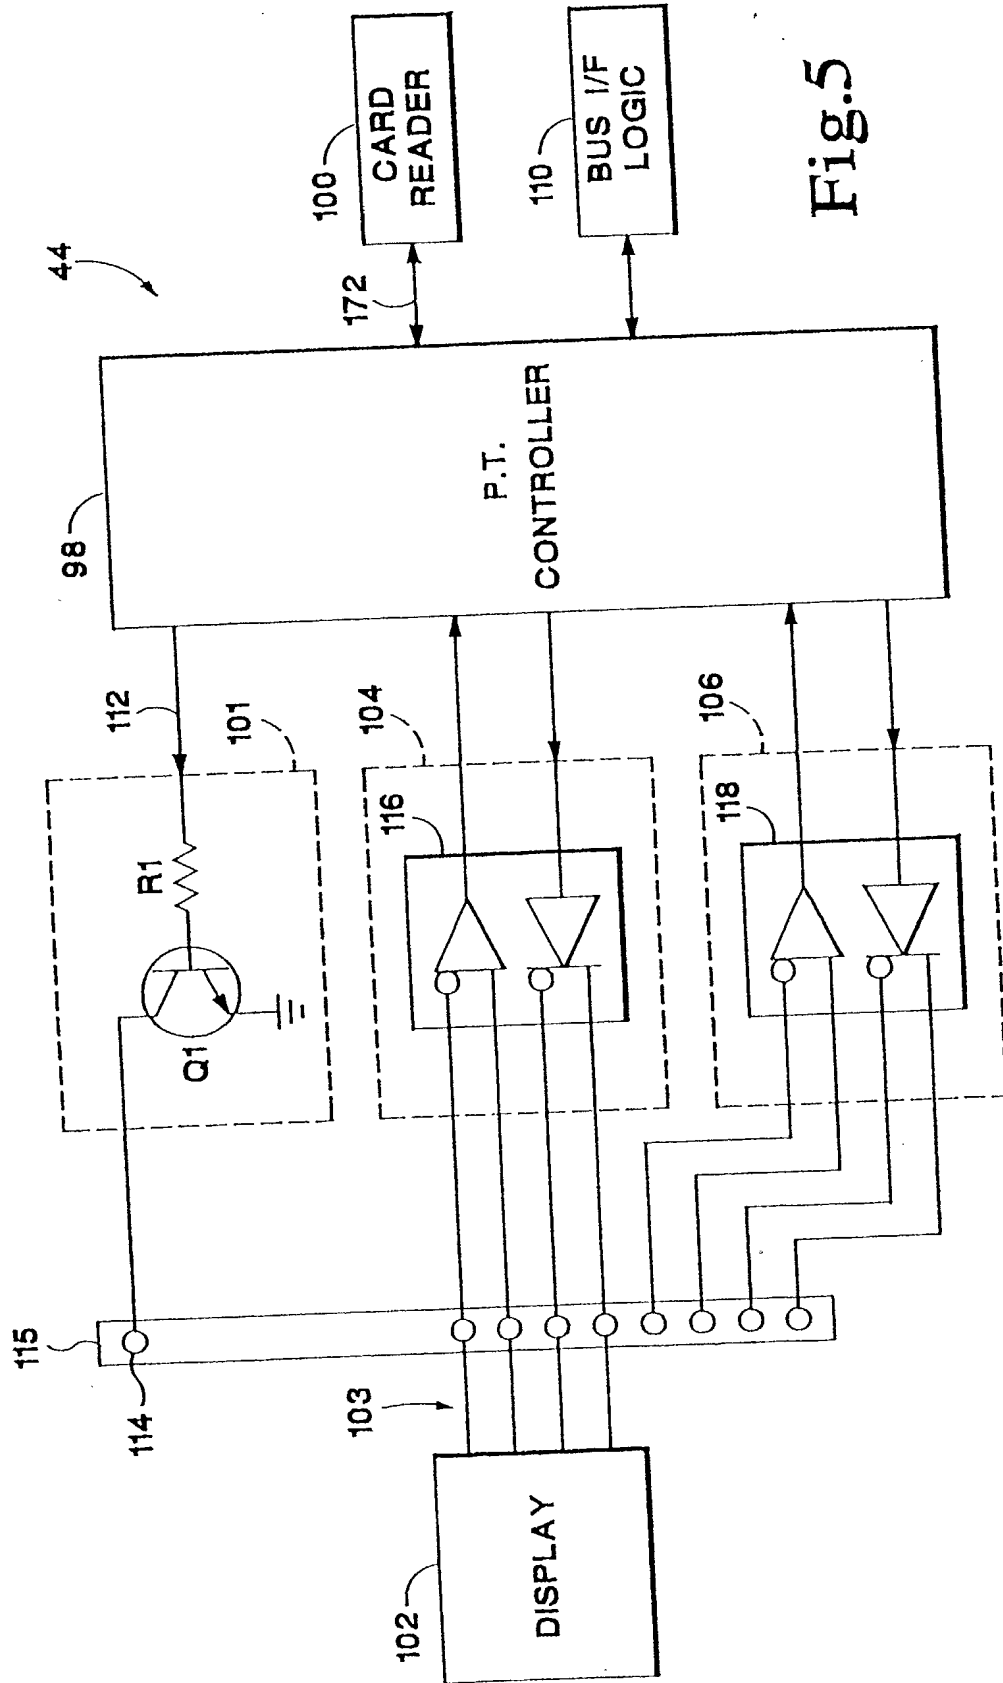 44
98
P.T.
CONTROLLER
172
100
CARD
READER
110
BUS I/F
LOGIC
112
101
R1
Q1
104
116
106
118
115
114
103
102
DISPLAY
Fig.5